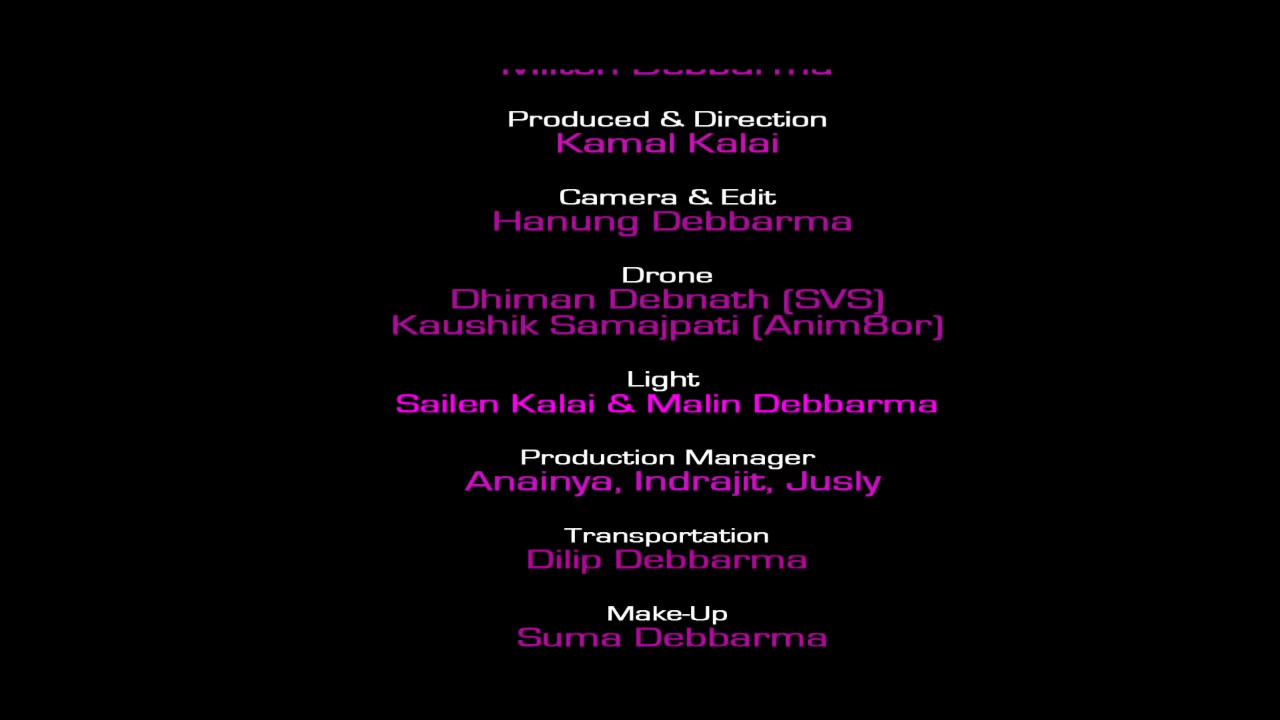 Produced & Direction
Kamal Kalai
Camera & Edit
Hanung Debbarma
Drone
Dhiman Debnath (SVS)
Kaushik Samajpati (Anim8or)
Light
Sailen Kalai & Malin Debbarma
Production Manager
Anainya, Indrajit, Jusly
Transportation
Dilip Debbarma
Make-Up
Suma Debbarma